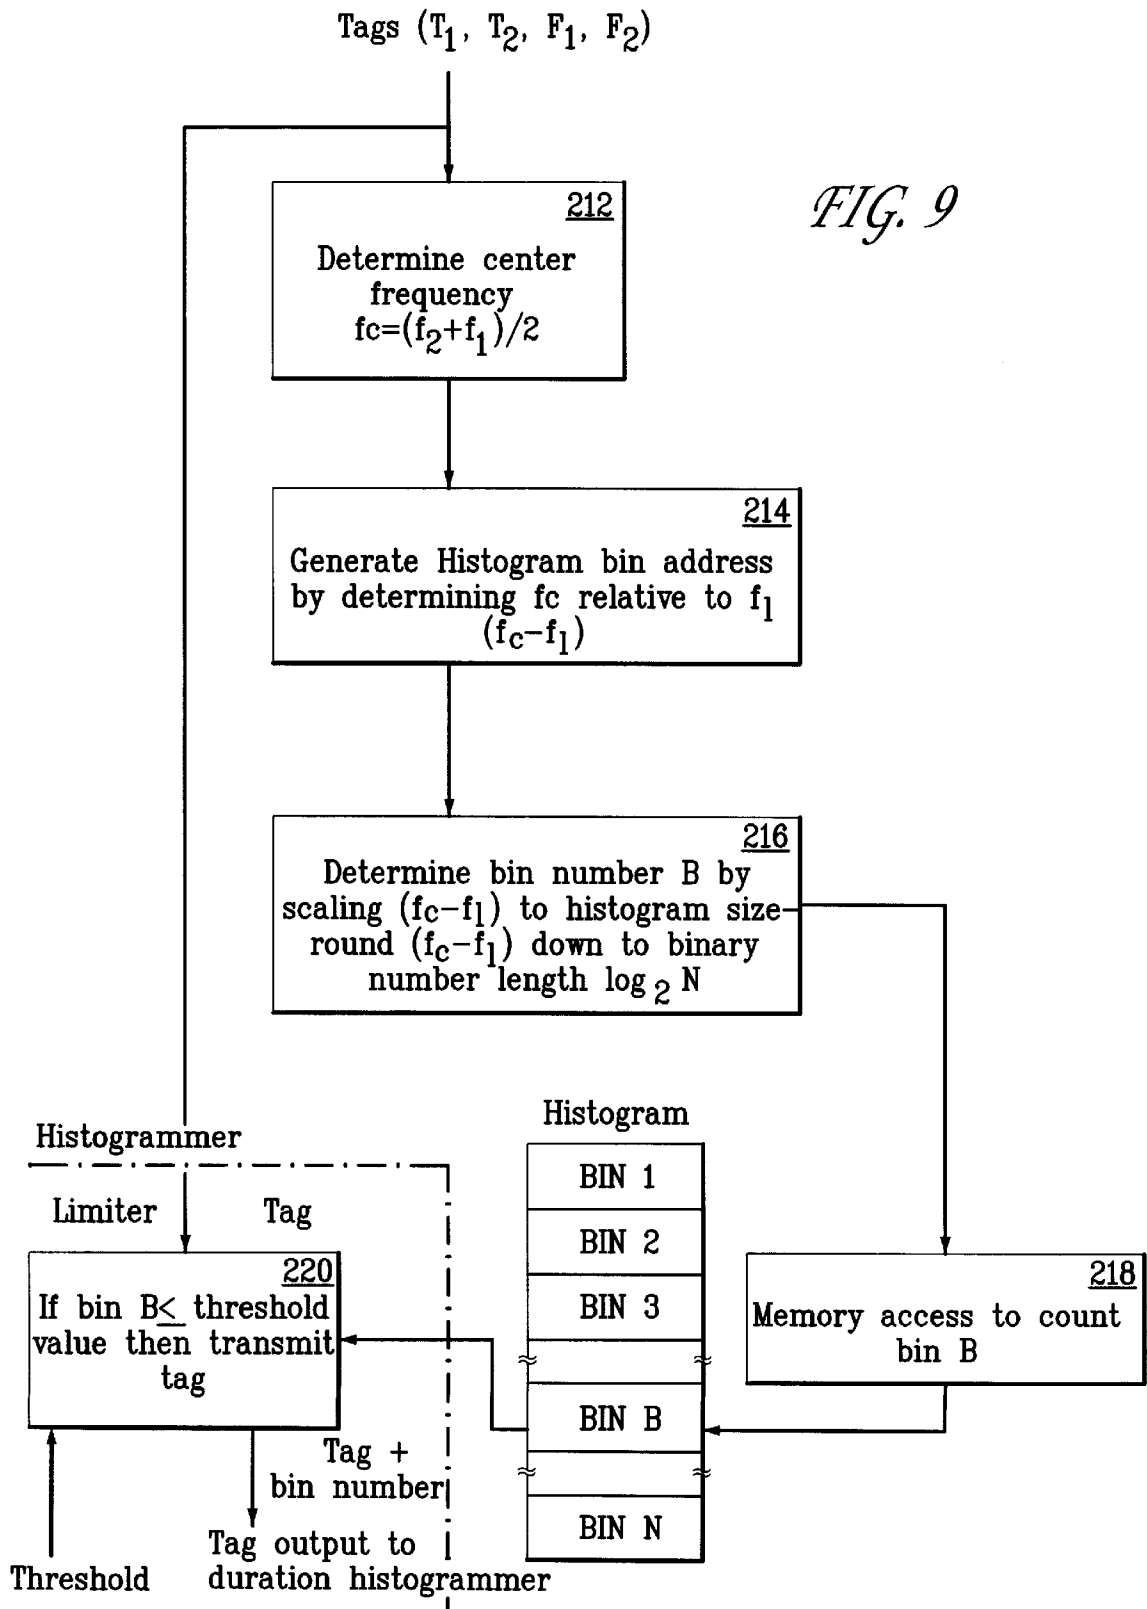 Tags (T1, T2, F1, F2)
FIG. 9
212
Determine center
frequency
fc=(f2+f1)/2
214
Generate Histogram bin address
by determining fc relative to f1
(fc-f1)
216
Determine bin number B by
scaling (fc-f1) to histogram size-
round (fc-f1) down to binary
number length log2 N
Histogrammer
Limiter
Tag
220
If bin B≤ threshold
value then transmit
tag
Tag +
bin number
Threshold
Tag output to
duration histogrammer
Histogram
BIN 1
BIN 2
BIN 3
BIN B
BIN N
218
Memory access to count
bin B